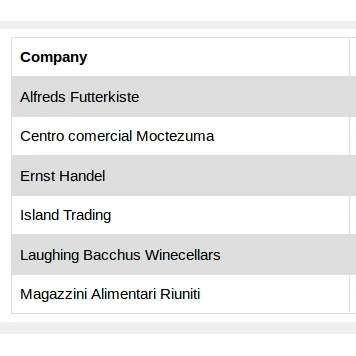 Company
Alfreds Futterkiste
Centro comercial Moctezuma
Ernst Handel
Island Trading
Laughing Bacchus Winecellars
Magazzini Alimentari Riuniti